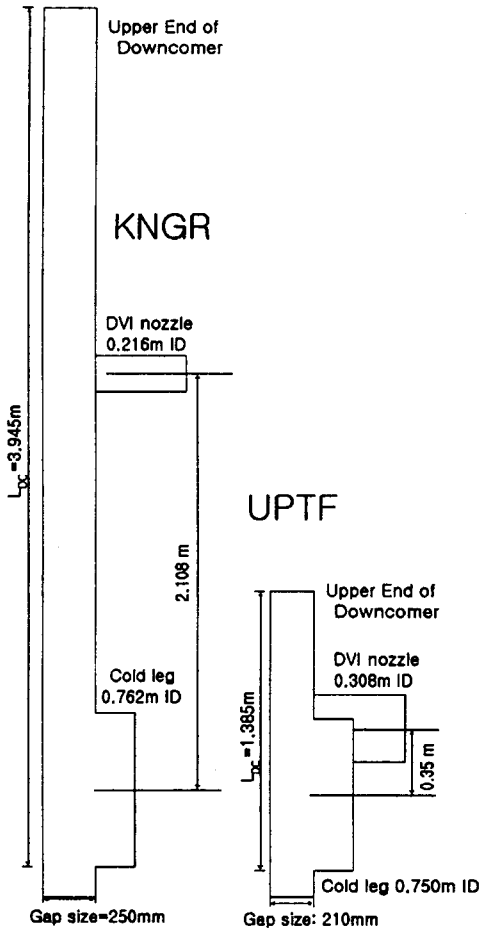 Upper End of
Downcomer
KNGR
DVI nozzle
0.216m ID
L_DC=3.945m
2.108 m
Cold leg
0.762m ID
Gap size=250mm
UPTF
Upper End of
Downcomer
DVI nozzle
0.308m ID
L_DC=1.385m
0.35 m
Cold leg 0.750m ID
Gap size: 210mm